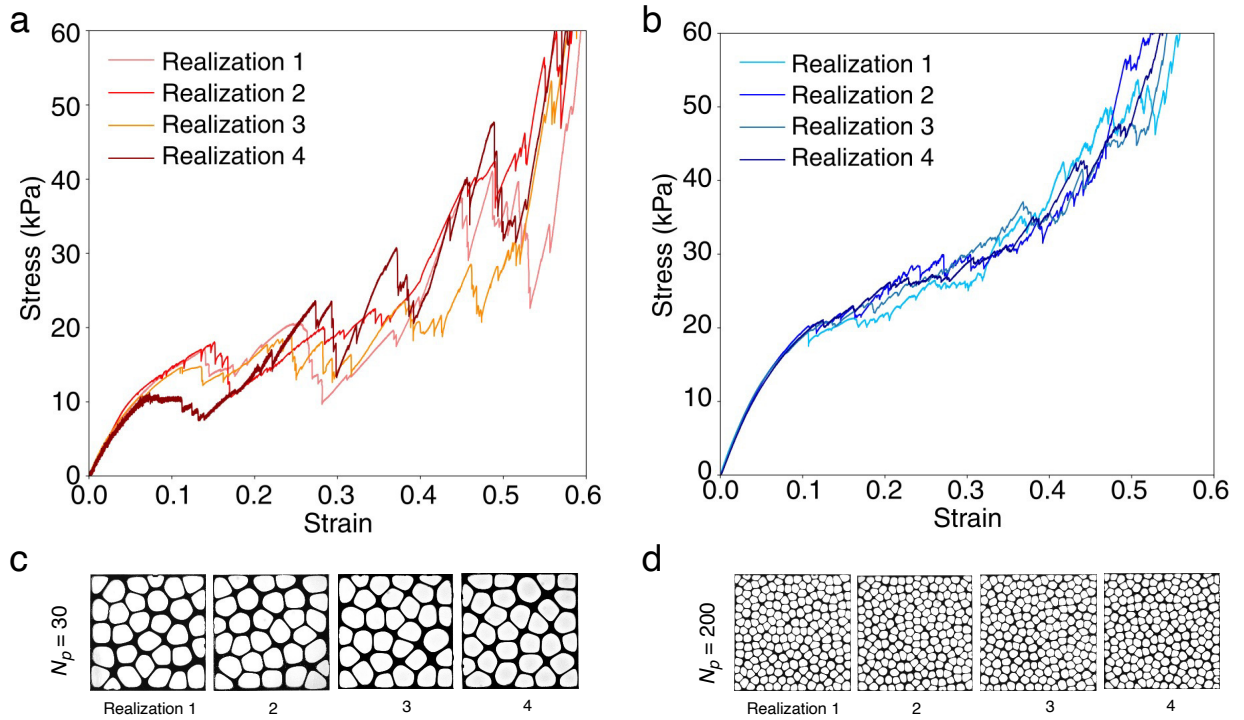 a
60
50
40
30
20
10
0
Stress (kPa)
Realization 1
Realization 2
Realization 3
Realization 4
0.0 0.1 0.2 0.3 0.4 0.5 0.6
Strain
b
60
50
40
30
20
10
0
Stress (kPa)
Realization 1
Realization 2
Realization 3
Realization 4
0.0 0.1 0.2 0.3 0.4 0.5 0.6
Strain
c
Np = 30
Realization 1 2 3 4
d
Np = 200
Realization 1 2 3 4